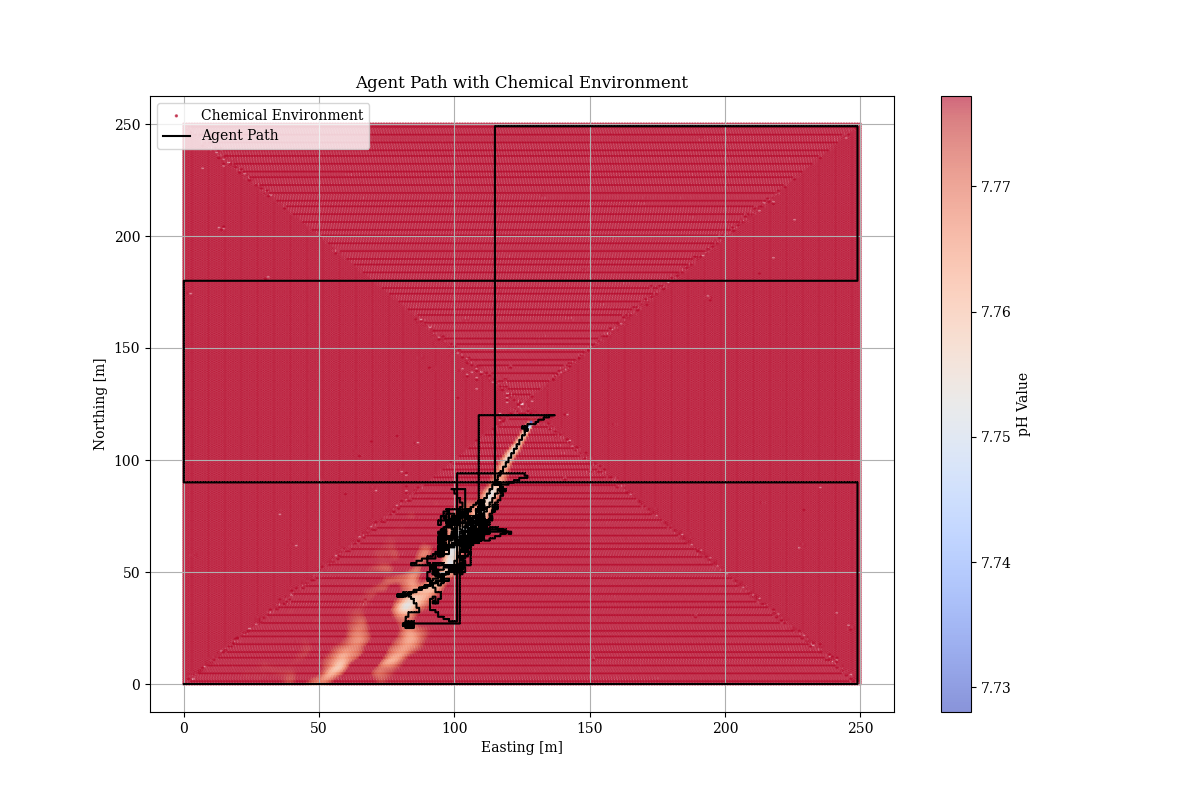 Agent Path with Chemical Environment
Chemical Environment
Agent Path
250
200
150
100
50
0
Northing [m]
0 50 100 150 200 250
Easting [m]
7.77
7.76
7.75
7.74
7.73
pH Value